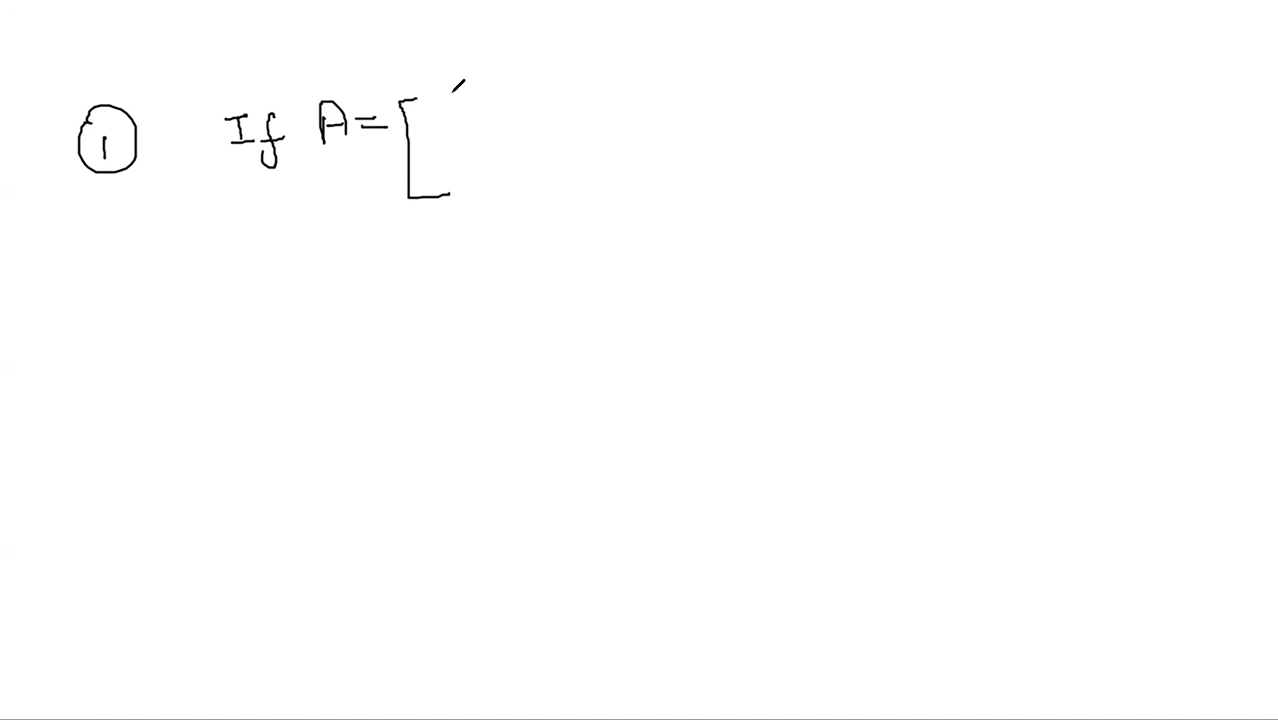 ① If A = [